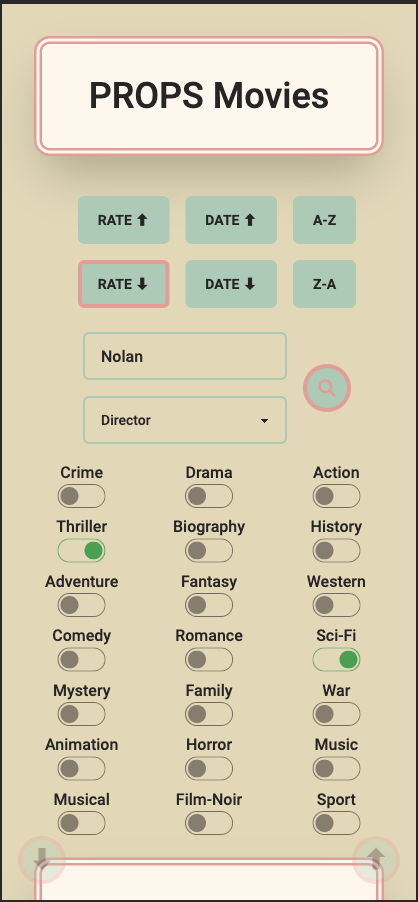 PROPS Movies
RATE ⬆ DATE ⬆ A-Z
RATE ⬇ DATE ⬇ Z-A
Nolan
Director
Crime Drama Action
Thriller Biography History
Adventure Fantasy Western
Comedy Romance Sci-Fi
Mystery Family War
Animation Horror Music
Musical Film-Noir Sport